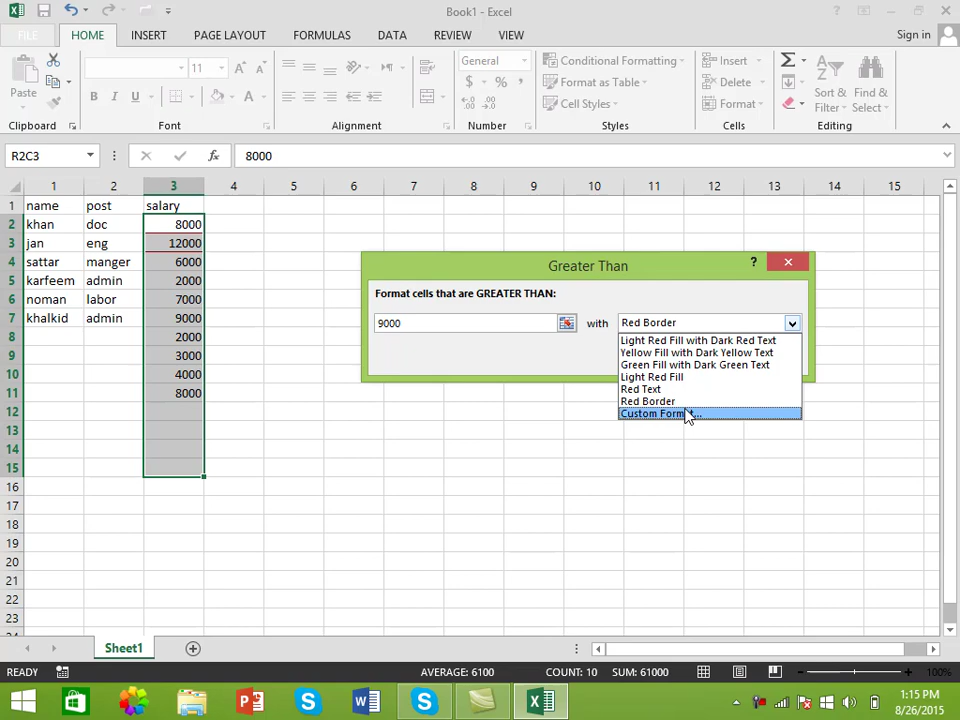 Book1 - Excel
FILE HOME INSERT PAGE LAYOUT FORMULAS DATA REVIEW VIEW Sign in
Paste
11
General
Conditional Formatting
Format as Table
Cell Styles
Insert
Delete
Format
Sort & Filter
Find & Select
Clipboard Font Alignment Number Styles Cells Editing
R2C3 8000
1 2 3 4 5 6 7 8 9 10 11 12 13 14 15
1 name post salary
2 khan doc 8000
3 jan eng 12000
4 sattar manger 6000
5 karfeem admin 2000
6 noman labor 7000
7 khalkid admin 9000
8 2000
9 3000
10 4000
11 8000
12
13
14
15
16
17
18
19
20
21
22
23
Greater Than ?
Format cells that are GREATER THAN:
9000 with Red Border
Light Red Fill with Dark Red Text
Yellow Fill with Dark Yellow Text
Green Fill with Dark Green Text
Light Red Fill
Red Text
Red Border
Custom Format...
Sheet1
READY AVERAGE: 6100 COUNT: 10 SUM: 61000 100%
1:15 PM
8/26/2015